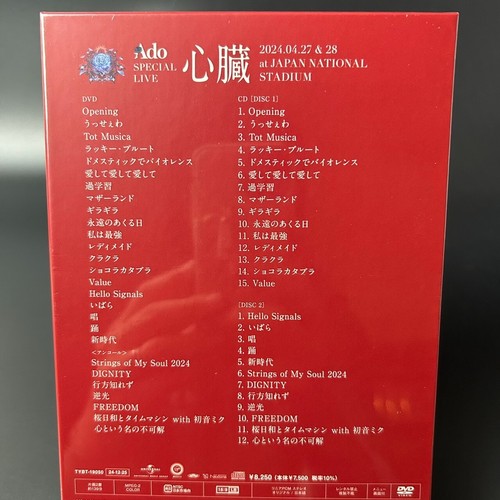 Ado
SPECIAL
LIVE
心臓
2024.04.27 & 28
at JAPAN NATIONAL
STADIUM
DVD
Opening
うっせぇわ
Tot Musica
ラッキー・ブルート
ドメスティックでバイオレンス
愛して愛して愛して
過学習
マザーランド
ギラギラ
永遠のあくる日
私は最強
レディメイド
クラクラ
ショコラカタブラ
Value
Hello Signals
いばら
唱
踊
新時代
<アンコール>
Strings of My Soul 2024
DIGNITY
行方知れず
逆光
FREEDOM
桜日和とタイムマシン with 初音ミク
心という名の不可解
CD [DISC 1]
1. Opening
2. うっせぇわ
3. Tot Musica
4. ラッキー・ブルート
5. ドメスティックでバイオレンス
6. 愛して愛して愛して
7. 過学習
8. マザーランド
9. ギラギラ
10. 永遠のあくる日
11. 私は最強
12. レディメイド
13. クラクラ
14. ショコラカタブラ
15. Value
[DISC 2]
1. Hello Signals
2. いばら
3. 唱
4. 踊
5. 新時代
6. Strings of My Soul 2024
7. DIGNITY
8. 行方知れず
9. 逆光
10. FREEDOM
11. 桜日和とタイムマシン with 初音ミク
12. 心という名の不可解
¥8,250 (本体¥7,500 税率10%)
MPEG-2
COLOR
DVD